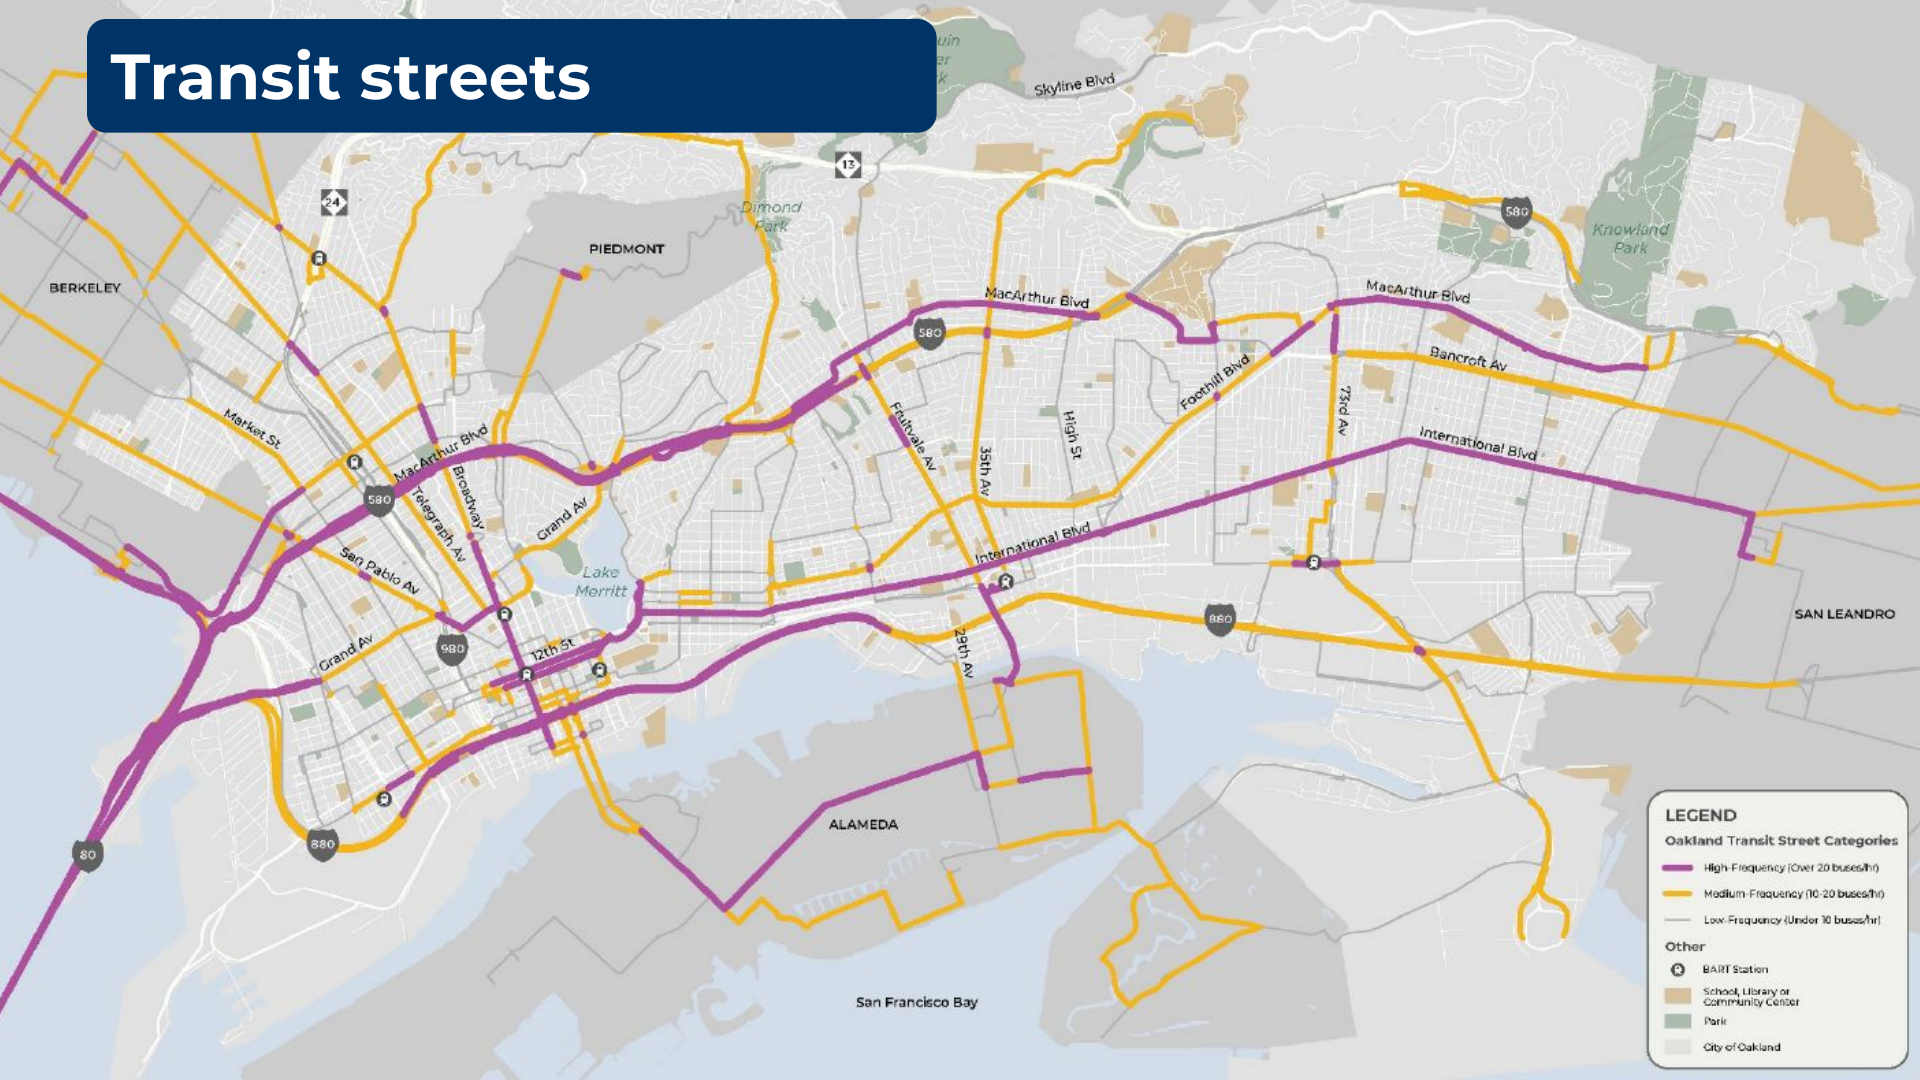 Transit streets
uin
er
k
Skyline Blvd
13
24
Dimond
Park
PIEDMONT
580
Knowland
Park
BERKELEY
MacArthur Blvd
MacArthur Blvd
580
Bancroft Av
Foothill Blvd
73rd Av
Market St
MacArthur Blvd
Fruitvale Av
High St
35th Av
International Blvd
580
Telegraph Av
Broadway
Grand Av
International Blvd
San Pablo Av
Lake
Merritt
880
SAN LEANDRO
Grand Av
980
12th St
29th Av
880
80
ALAMEDA
San Francisco Bay
LEGEND
Oakland Transit Street Categories
High-Frequency (Over 20 buses/hr)
Medium-Frequency (10-20 buses/hr)
Low-Frequency (Under 10 buses/hr)
Other
BART Station
School, Library or
Community Center
Park
City of Oakland